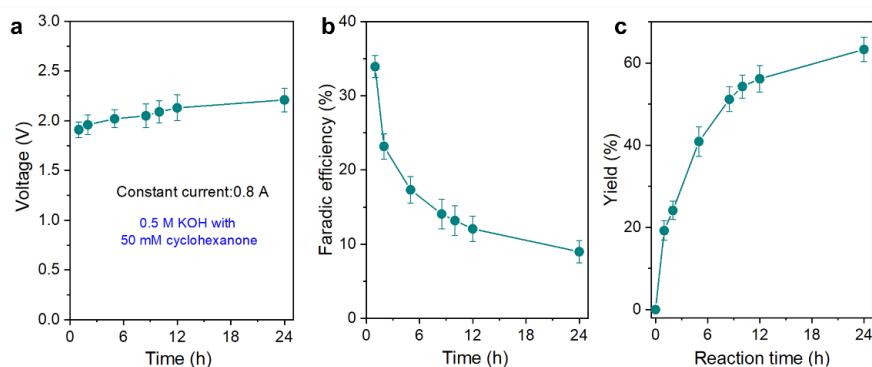 a
3.0
2.5
2.0
1.5
1.0
0.5
0.0
Voltage (V)
Constant current:0.8 A
0.5 M KOH with
50 mM cyclohexanone
0 6 12 18 24
Time (h)
b
40
30
20
10
0
Faradic efficiency (%)
0 6 12 18 24
Time (h)
c
60
40
20
0
Yield (%)
0 6 12 18 24
Reaction time (h)